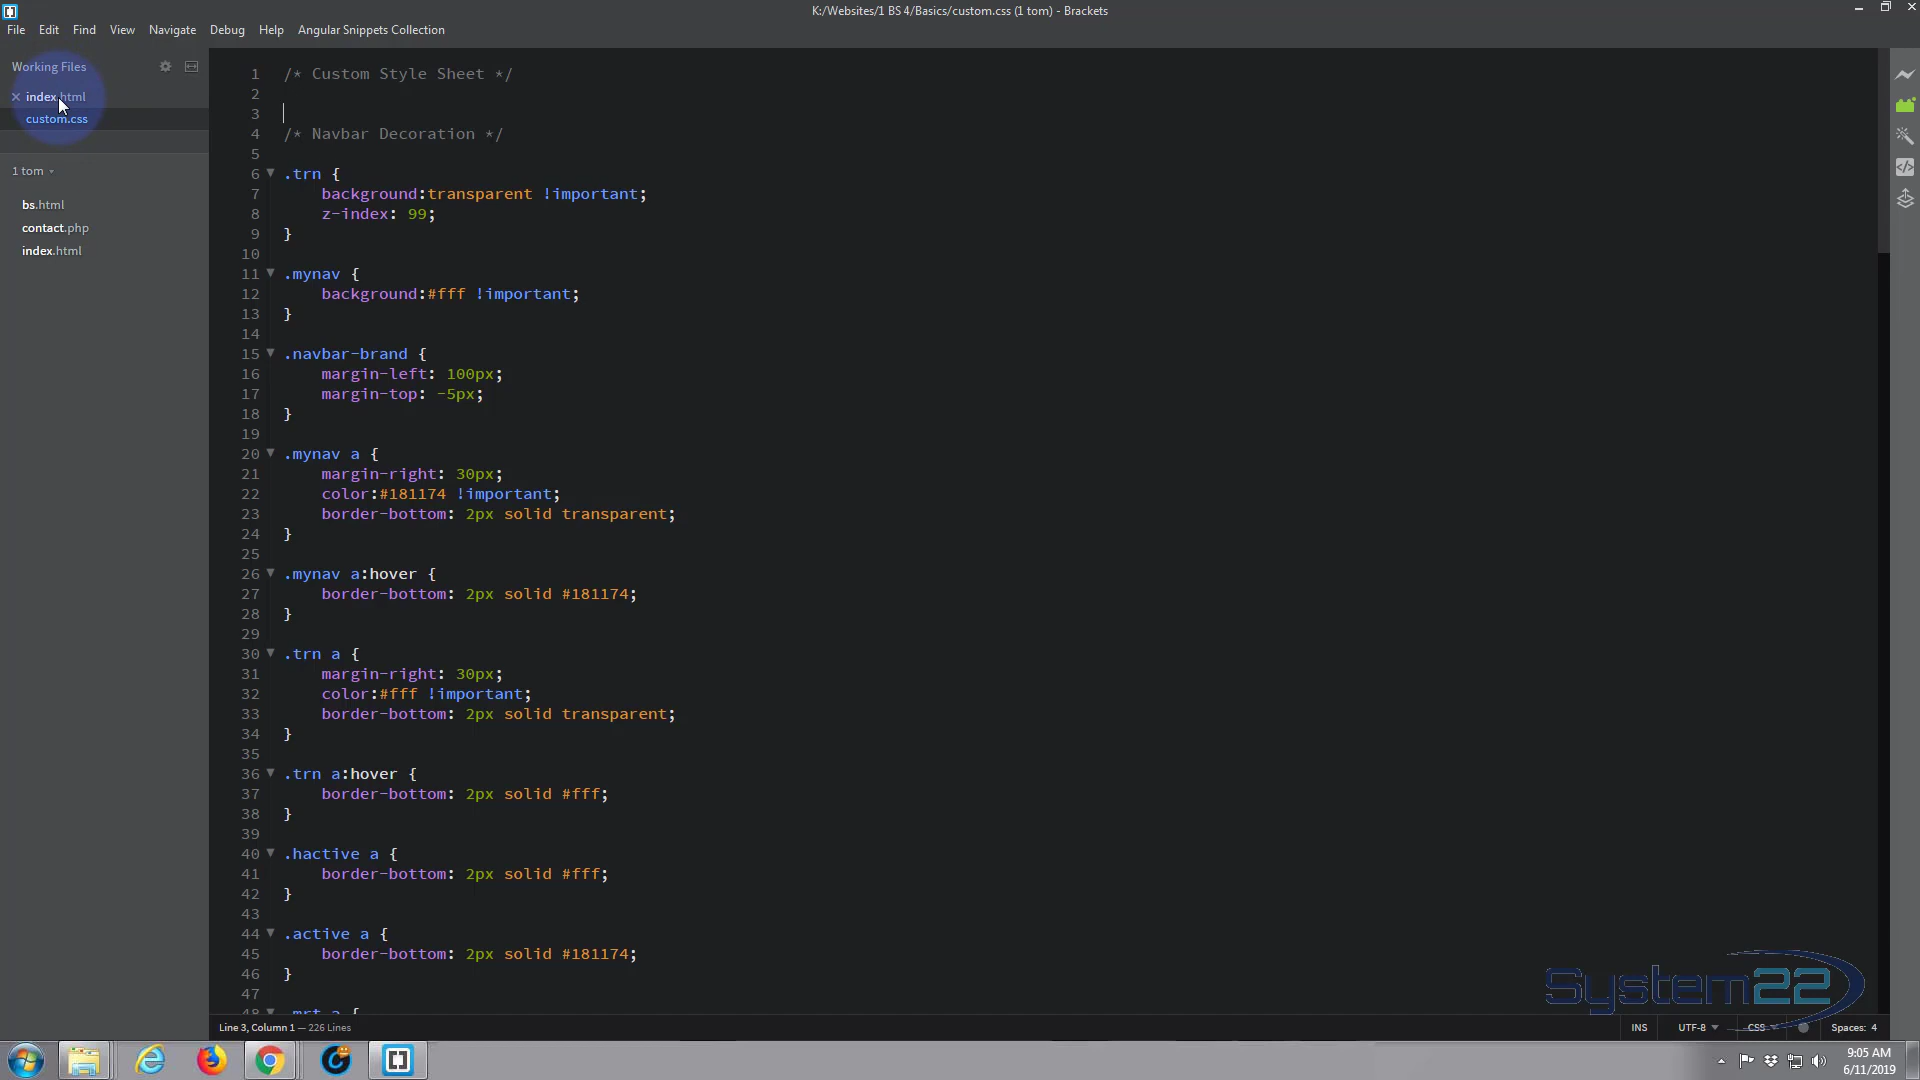 K:/Websites/1 BS 4/Basics/custom.css (1 tom) - Brackets
File Edit Find View Navigate Debug Help Angular Snippets Collection
Working Files
index.html
custom.css
1 tom
bs.html
contact.php
index.html
1 /* Custom Style Sheet */
2
3
4 /* Navbar Decoration */
5
6 .trn {
7 background:transparent !important;
8 z-index: 99;
9 }
10
11 .mynav {
12 background:#fff !important;
13 }
14
15 .navbar-brand {
16 margin-left: 100px;
17 margin-top: -5px;
18 }
19
20 .mynav a {
21 margin-right: 30px;
22 color:#181174 !important;
23 border-bottom: 2px solid transparent;
24 }
25
26 .mynav a:hover {
27 border-bottom: 2px solid #181174;
28 }
29
30 .trn a {
31 margin-right: 30px;
32 color:#fff !important;
33 border-bottom: 2px solid transparent;
34 }
35
36 .trn a:hover {
37 border-bottom: 2px solid #fff;
38 }
39
40 .hactive a {
41 border-bottom: 2px solid #fff;
42 }
43
44 .active a {
45 border-bottom: 2px solid #181174;
46 }
47
48 .mrt a {
System22
Line 3, Column 1 — 226 Lines
INS UTF-8 CSS Spaces: 4
9:05 AM
6/11/2019